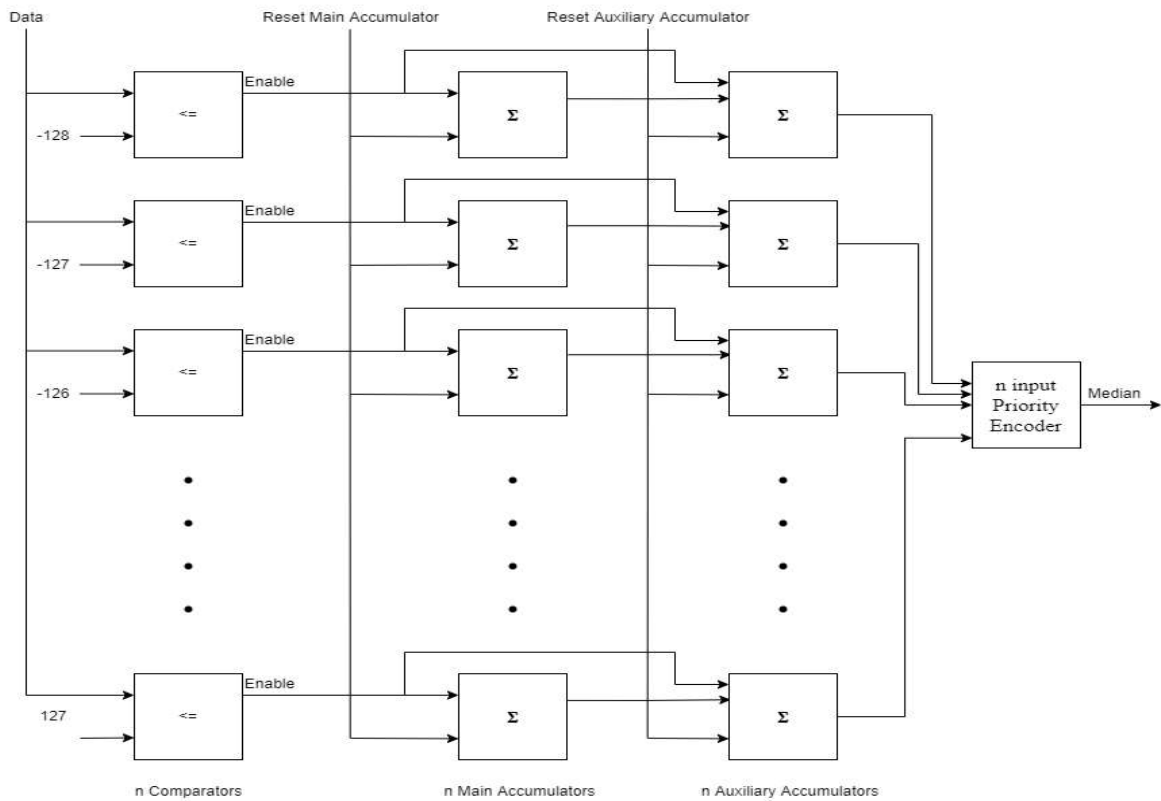 Data
Reset Main Accumulator
Reset Auxiliary Accumulator
Enable
<=
Σ
Σ
-128
Enable
<=
Σ
Σ
-127
Enable
<=
Σ
Σ
-126
n input
Priority
Encoder
Median
Enable
127
<=
Σ
Σ
n Comparators
n Main Accumulators
n Auxiliary Accumulators